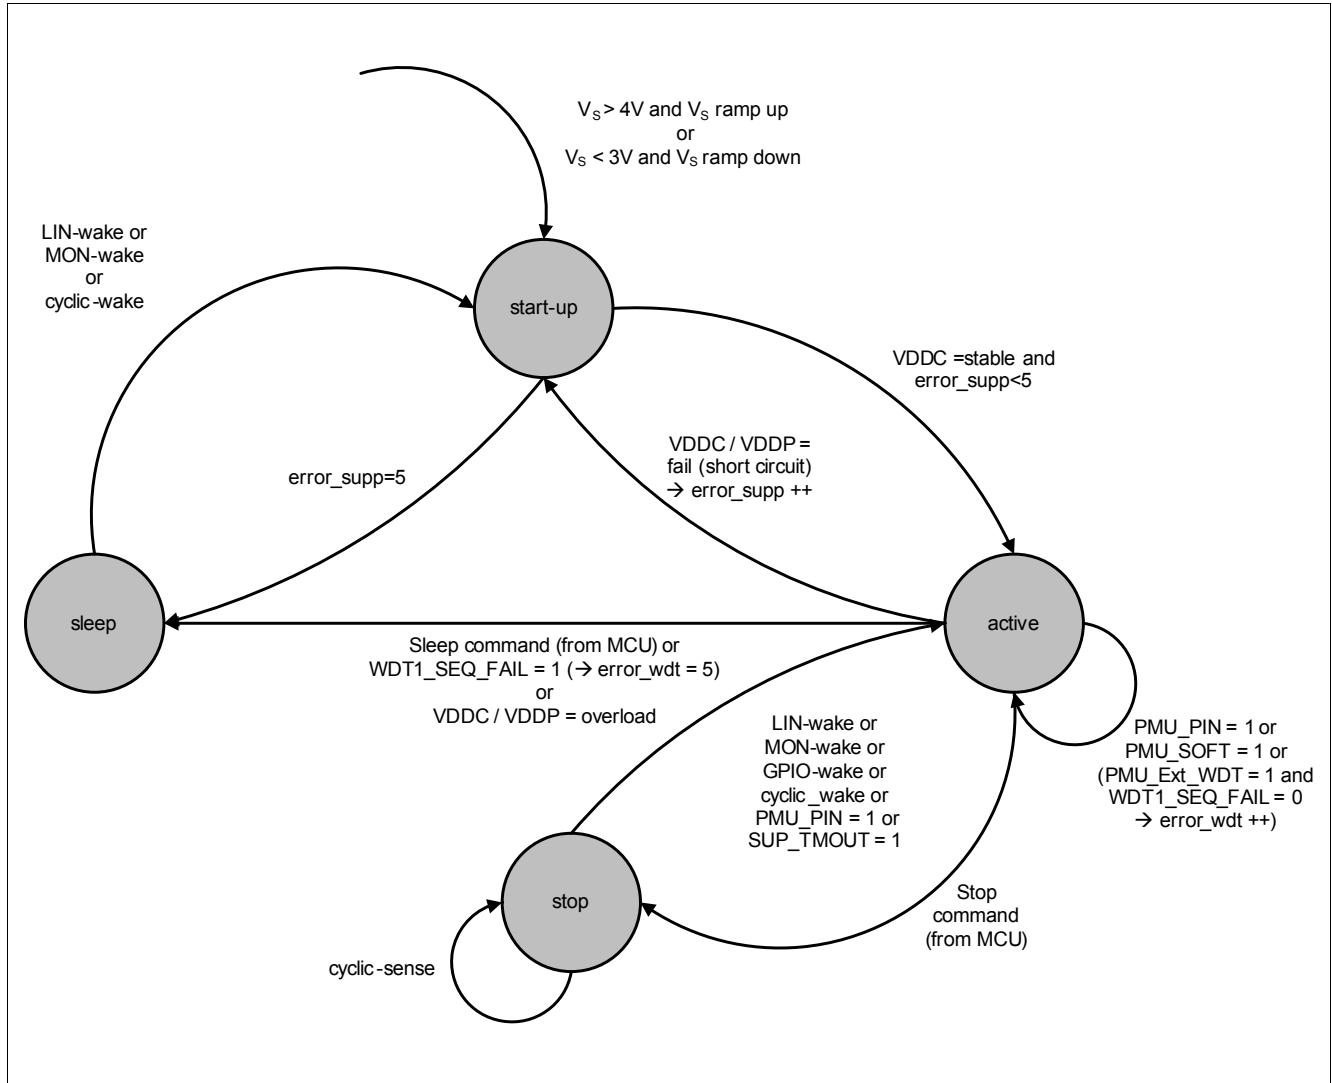 V_S > 4V and V_S ramp up
or
V_S < 3V and V_S ramp down
LIN-wake or
MON-wake
or
cyclic-wake
start-up
VDDC =stable and
error_supp<5
VDDC / VDDP =
fail (short circuit)
→ error_supp ++
error_supp=5
sleep
active
Sleep command (from MCU) or
WDT1_SEQ_FAIL = 1 (→ error_wdt = 5)
or
VDDC / VDDP = overload
LIN-wake or
MON-wake or
GPIO-wake or
cyclic_wake or
PMU_PIN = 1 or
SUP_TMOUT = 1
PMU_PIN = 1 or
PMU_SOFT = 1 or
(PMU_Ext_WDT = 1 and
WDT1_SEQ_FAIL = 0
→ error_wdt ++)
stop
Stop
command
(from MCU)
cyclic-sense